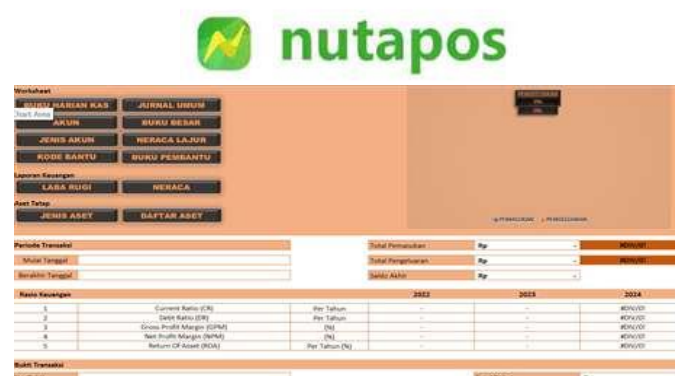 nutapos
Worksheet
BUKU HARIAN KAS JURNAL UMUM
Chart Area
AKUN BUKU BESAR
JENIS AKUN NERACA LAJUR
KODE BANTU BUKU PEMBANTU
Laporan Keuangan
LABA RUGI NERACA
Aset Tetap
JENIS ASET DAFTAR ASET
PENGELUARAN
0%
PEMASUKAN PENGELUARAN
Periode Transaksi Total Pemasukan Rp - #DIV/0!
Mulai Tanggal Total Pengeluaran Rp - #DIV/0!
Berakhir Tanggal Saldo Akhir Rp -
Rasio Keuangan 2022 2023 2024
1 Current Ratio (CR) Per Tahun - - #DIV/0!
2 Debt Ratio (DR) Per Tahun - - #DIV/0!
3 Gross Profit Margin (GPM) (%) - - #DIV/0!
4 Net Profit Margin (NPM) (%) - - #DIV/0!
5 Return Of Asset (ROA) Per Tahun (%) - - #DIV/0!
Bukti Transaksi